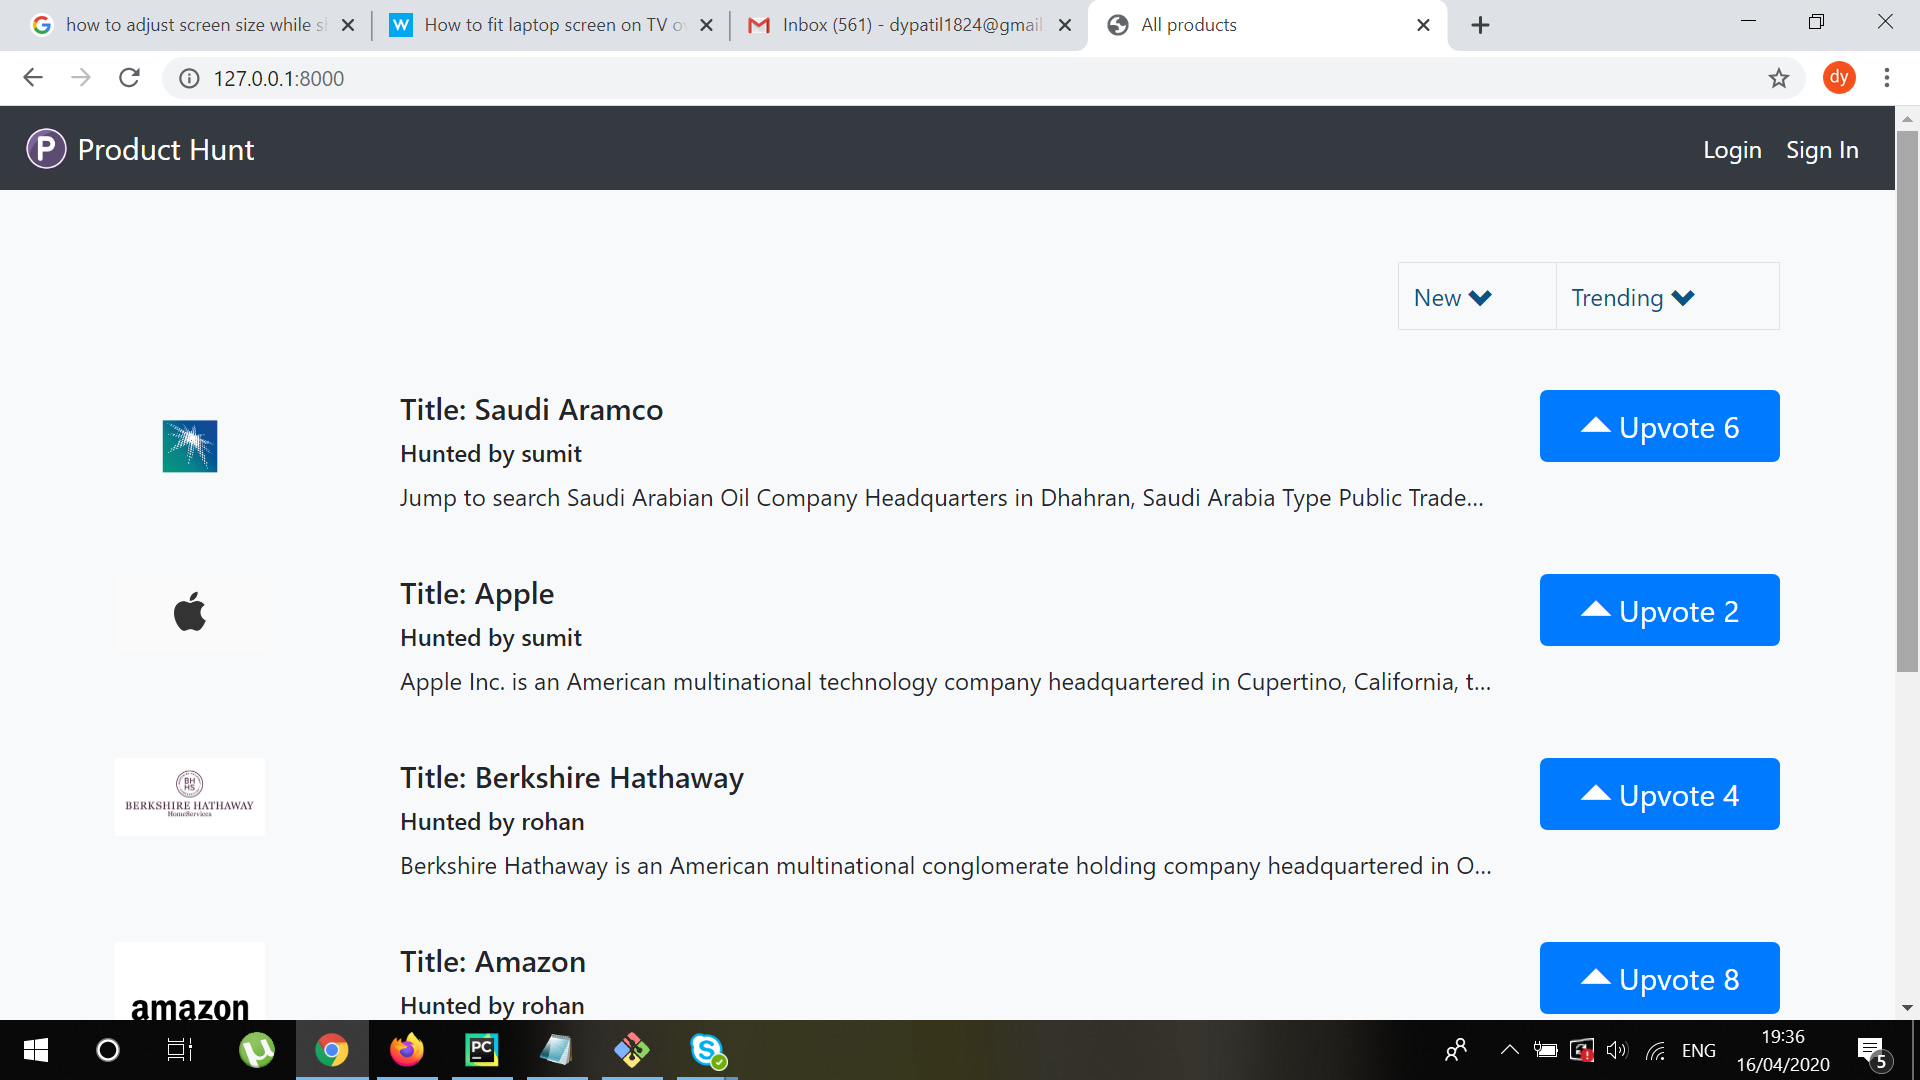 how to adjust screen size while s
How to fit laptop screen on TV o
Inbox (561) - dypatil1824@gmail
All products
127.0.0.1:8000
dy
P Product Hunt
Login
Sign In
New
Trending
Title: Saudi Aramco
Hunted by sumit
Jump to search Saudi Arabian Oil Company Headquarters in Dhahran, Saudi Arabia Type Public Trade...
Upvote 6
Title: Apple
Hunted by sumit
Apple Inc. is an American multinational technology company headquartered in Cupertino, California, t...
Upvote 2
BH
HS
BERKSHIRE HATHAWAY
HomeServices
Title: Berkshire Hathaway
Hunted by rohan
Berkshire Hathaway is an American multinational conglomerate holding company headquartered in O...
Upvote 4
amazon
Title: Amazon
Hunted by rohan
Upvote 8
PC
ENG
19:36
16/04/2020
5